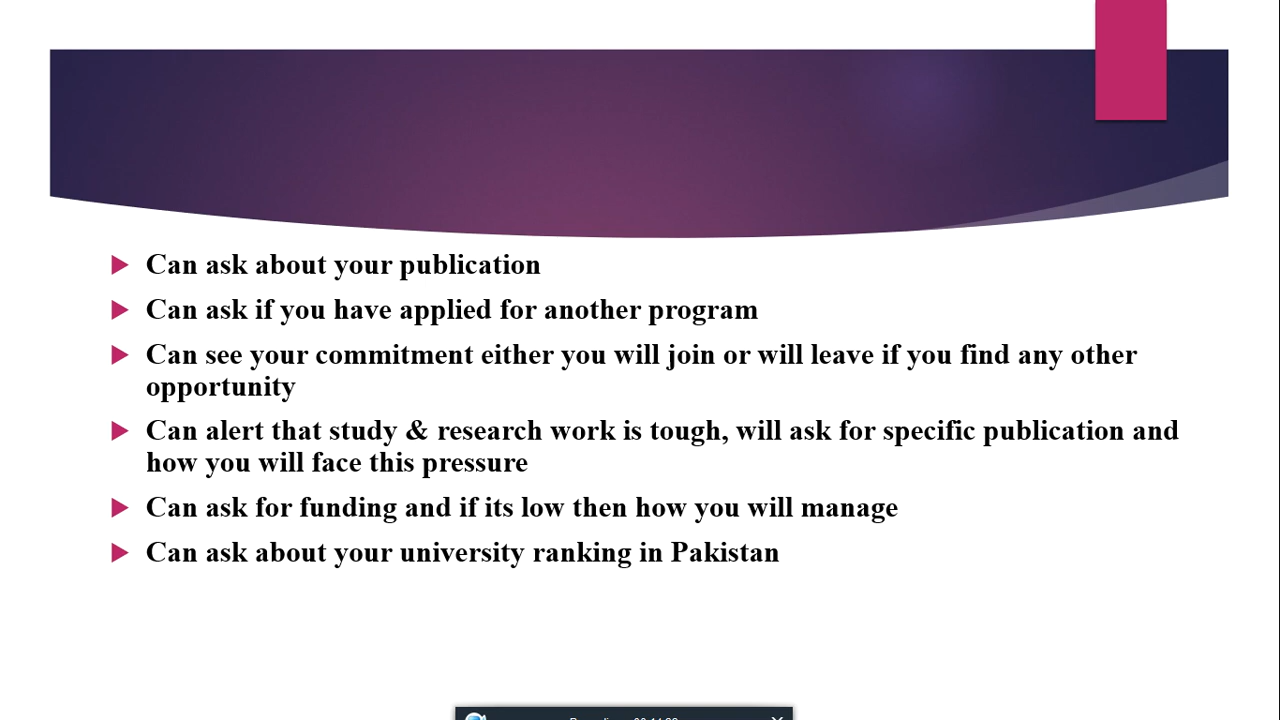 Can ask about your publication
Can ask if you have applied for another program
Can see your commitment either you will join or will leave if you find any other
opportunity
Can alert that study & research work is tough, will ask for specific publication and
how you will face this pressure
Can ask for funding and if its low then how you will manage
Can ask about your university ranking in Pakistan